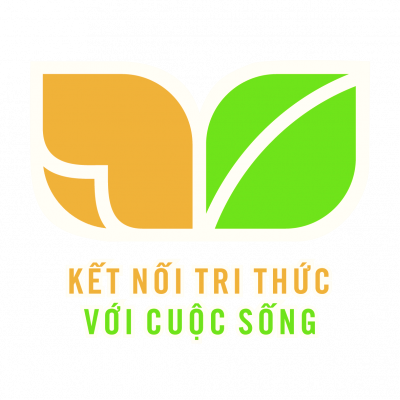 KẾT NỐI TRI THỨC
VỚI CUỘC SỐNG